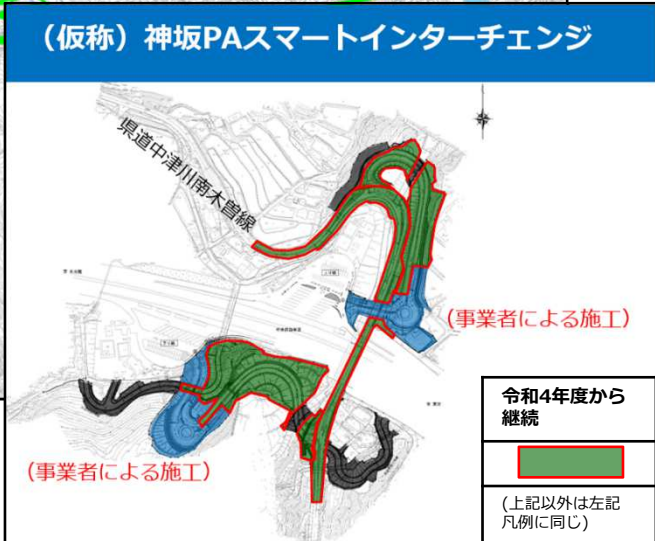 （仮称）神坂PAスマートインターチェンジ
県道中津川南木曽線
（事業者による施工）
（事業者による施工）
令和4年度から
継続
(上記以外は左記
凡例に同じ)